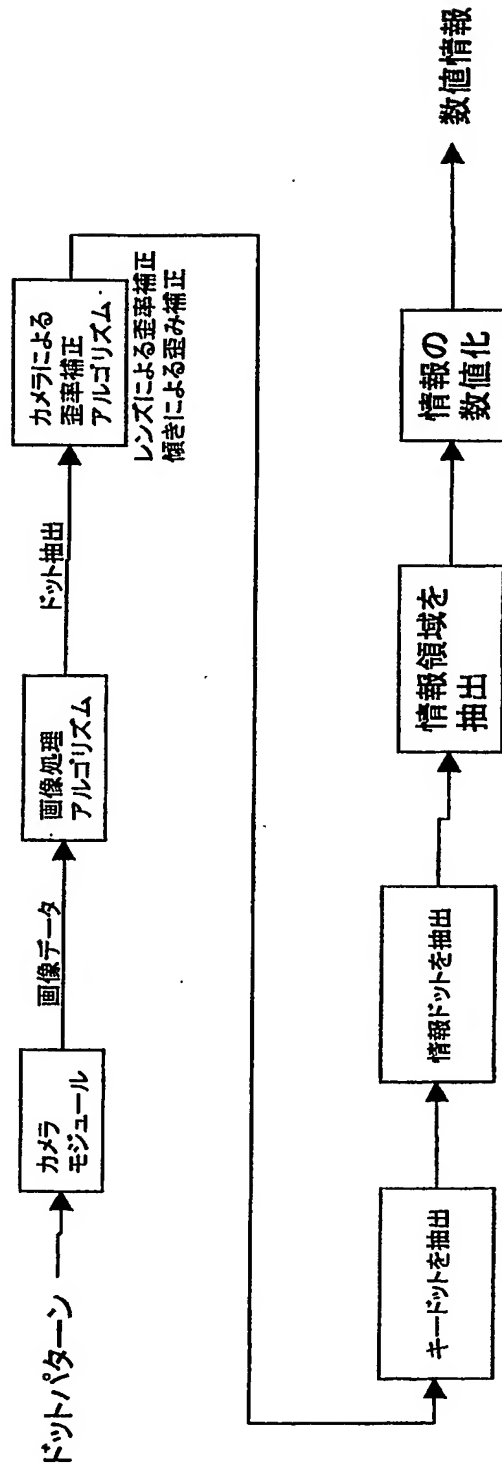 ドットパターン
カメラ
モジュール
画像データ
画像処理
アルゴリズム
ドット抽出
カメラによる
歪率補正
アルゴリズム
レンズによる歪率補正
傾きによる歪み補正
キードットを抽出
情報ドットを抽出
情報領域を
抽出
情報の
数値化
数値情報